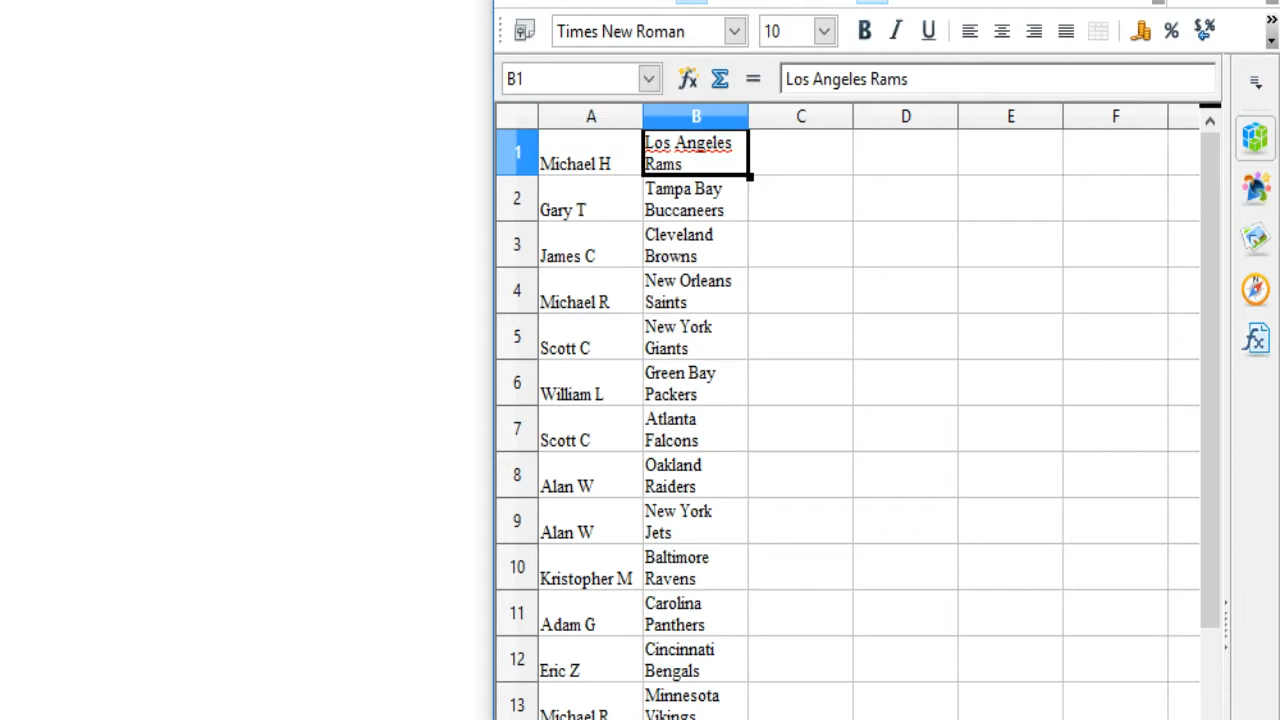 Times New Roman 10 B I U %
B1 Σ = Los Angeles Rams
A B C D E F
1 Michael H Los Angeles
Rams
2 Gary T Tampa Bay
Buccaneers
3 James C Cleveland
Browns
4 Michael R New Orleans
Saints
5 Scott C New York
Giants
6 William L Green Bay
Packers
7 Scott C Atlanta
Falcons
8 Alan W Oakland
Raiders
9 Alan W New York
Jets
10 Kristopher M Baltimore
Ravens
11 Adam G Carolina
Panthers
12 Eric Z Cincinnati
Bengals
13 Michael R Minnesota
Vikings